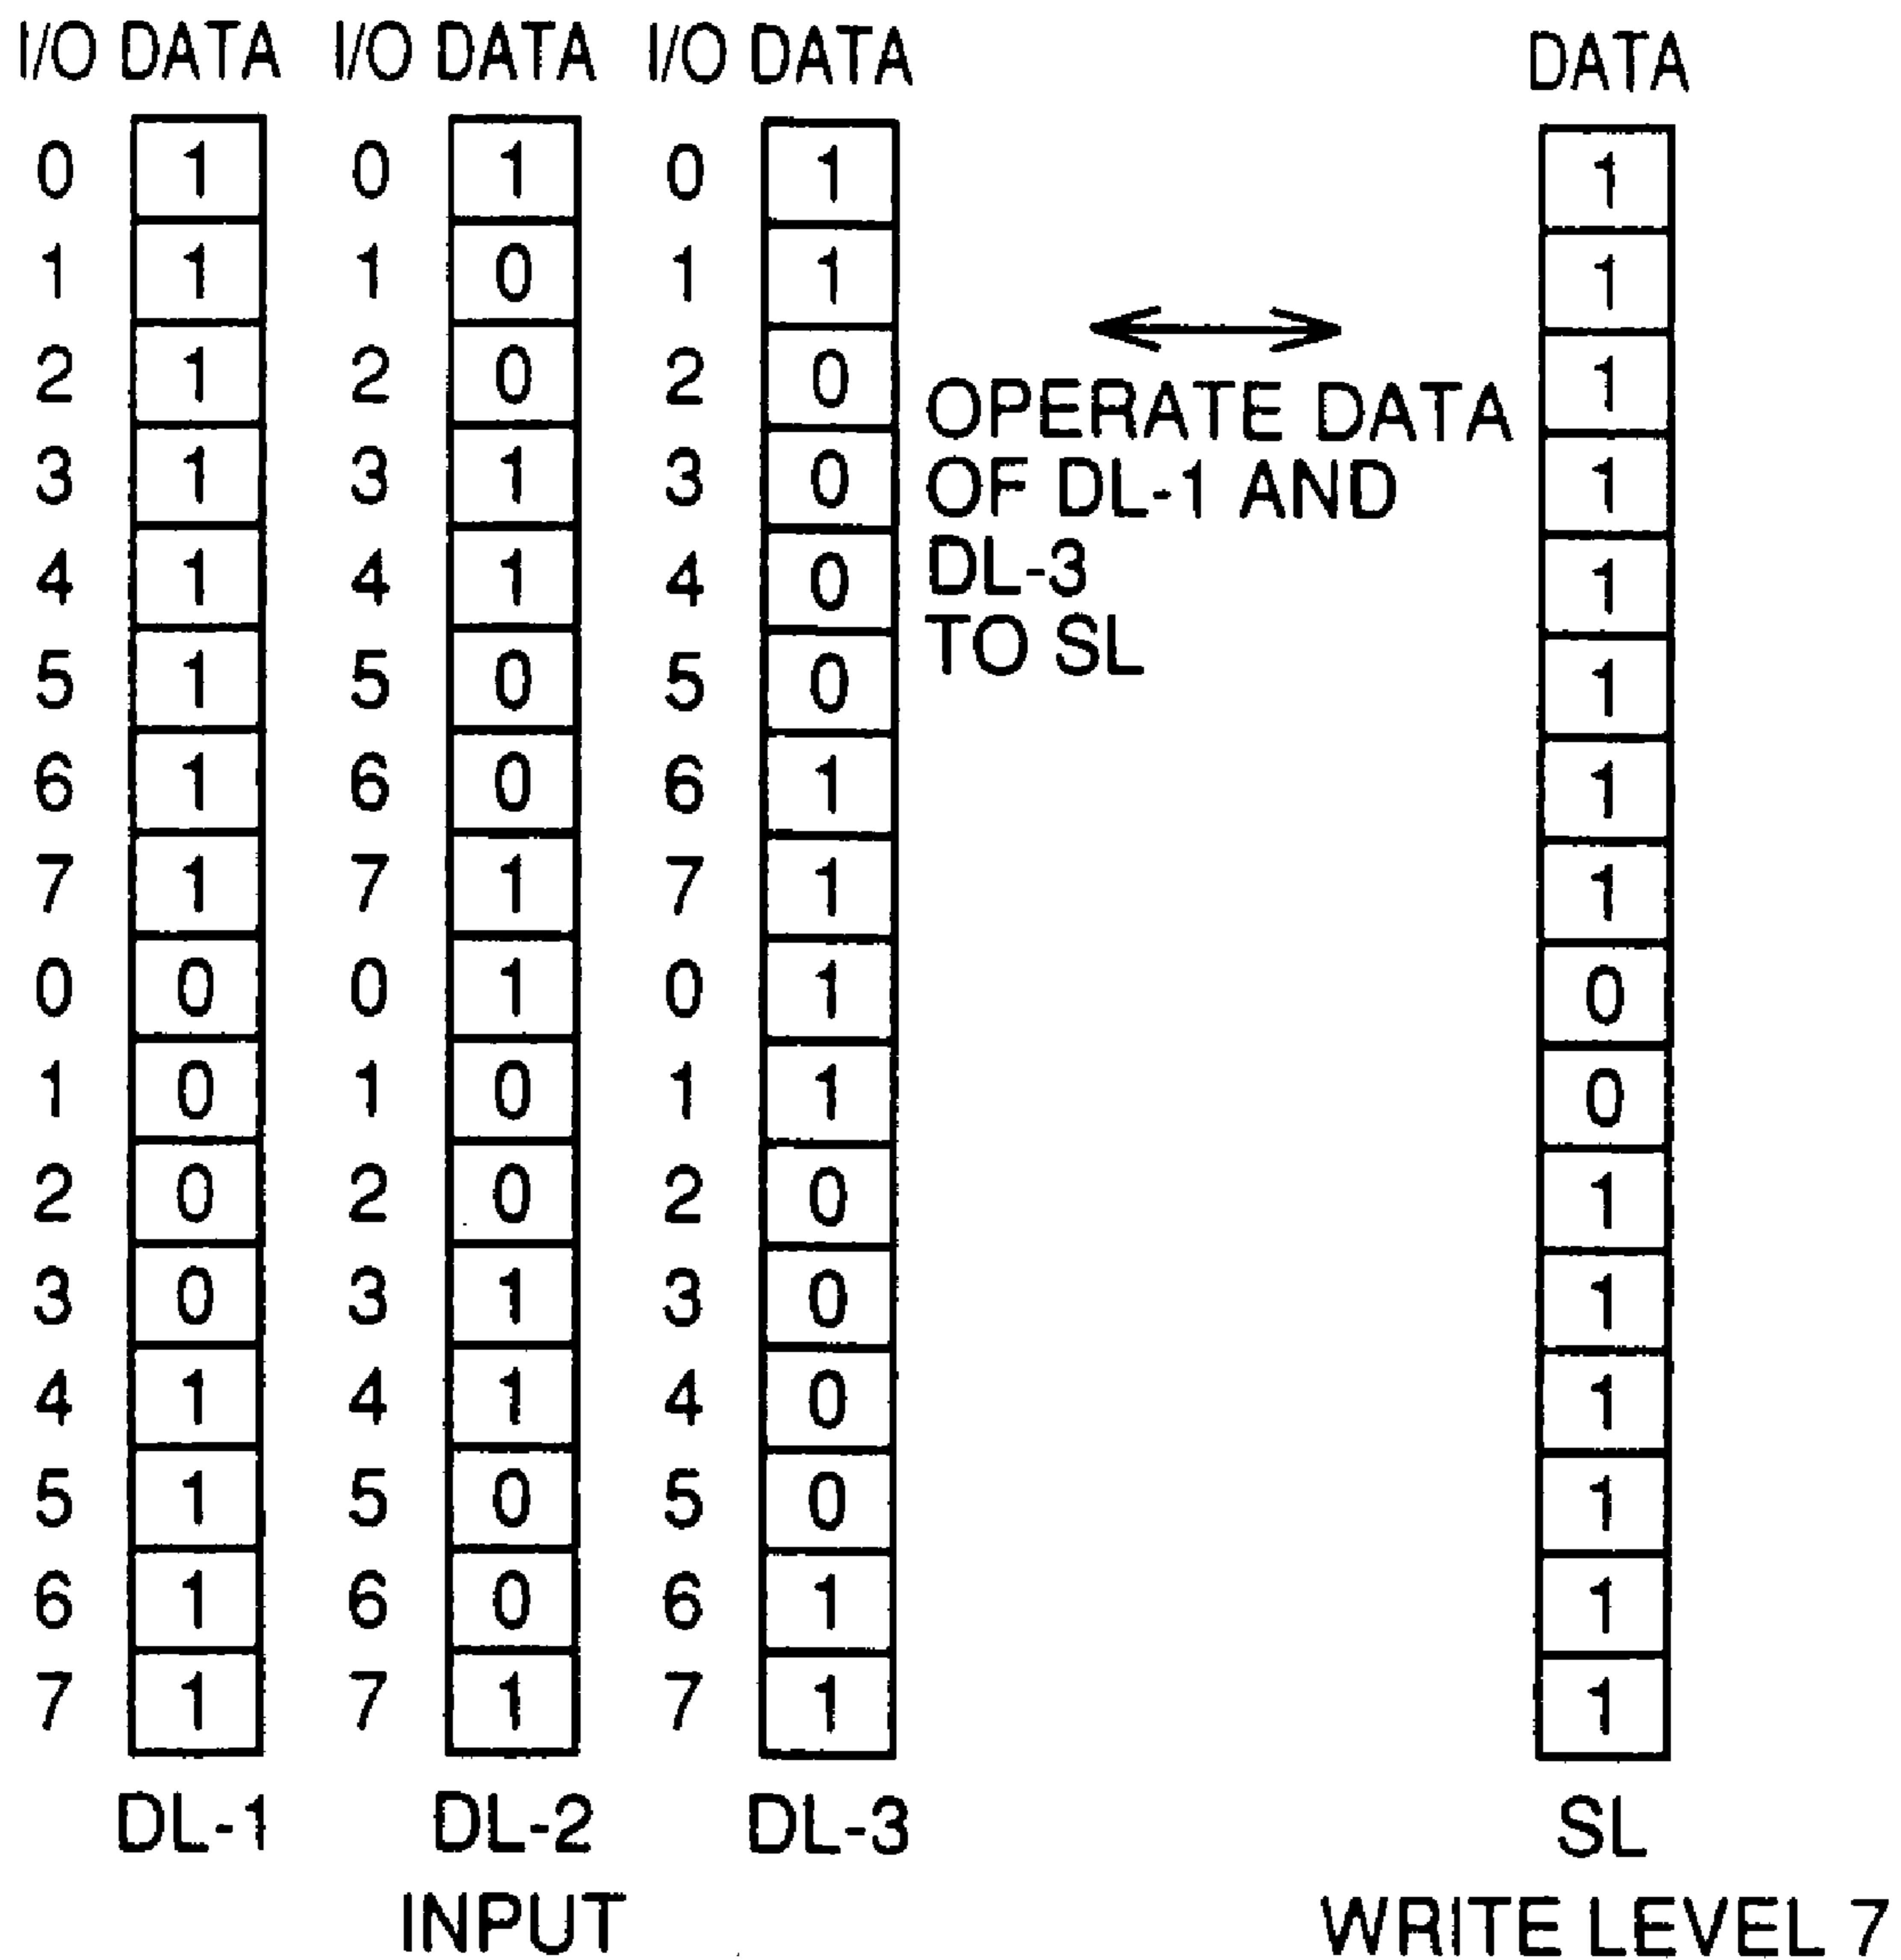 I/O DATA I/O DATA I/O DATA DATA
0 1 0 1 0 1 1
1 1 1 0 1 1 1
2 1 2 0 2 0 1
3 1 3 1 3 0 1
4 1 4 1 4 0 1
5 1 5 0 5 0 1
6 1 6 0 6 1 1
7 1 7 1 7 1 1
0 0 0 1 0 1 0
1 0 1 0 1 1 0
2 0 2 0 2 0 1
3 0 3 1 3 0 1
4 1 4 1 4 0 1
5 1 5 0 5 0 1
6 1 6 0 6 1 1
7 1 7 1 7 1 1
OPERATE DATA
OF DL-1 AND
DL-3
TO SL
DL-1 DL-2 DL-3 SL
INPUT WRITE LEVEL 7